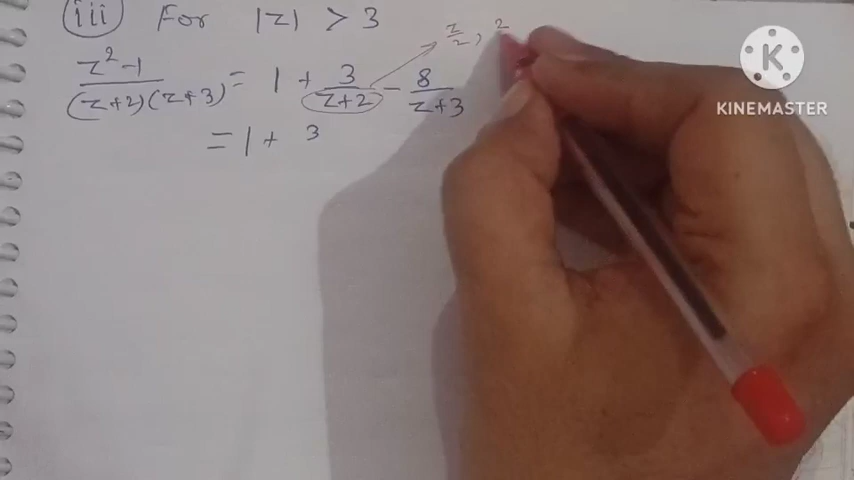 (iii) For |z| > 3
z/2, 2
z²-1/(z+2)(z+3) = 1 + 3/z+2 - 8/z+3
= 1 + 3
KINEMASTER